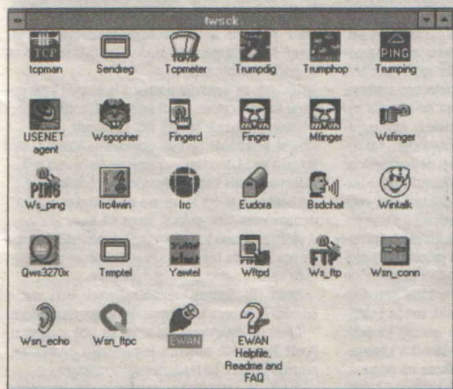 twsck
TCP
PING
tcpman Sendreg Tcpmeter Trumpdig Trumphop Trumping
USENET
agent
Wsgopher Fingerd Finger Mfinger Wsfinger
PING
Ws_ping Irc4win Irc Eudora Bsdchat Wintalk
FTP
Qws3270x Trmptel Yawtel Wftpd Ws_ftp Wsn_conn
Wsn_echo Wsn_ftpc EWAN EWAN
Helpfile,
Readme and
FAQ